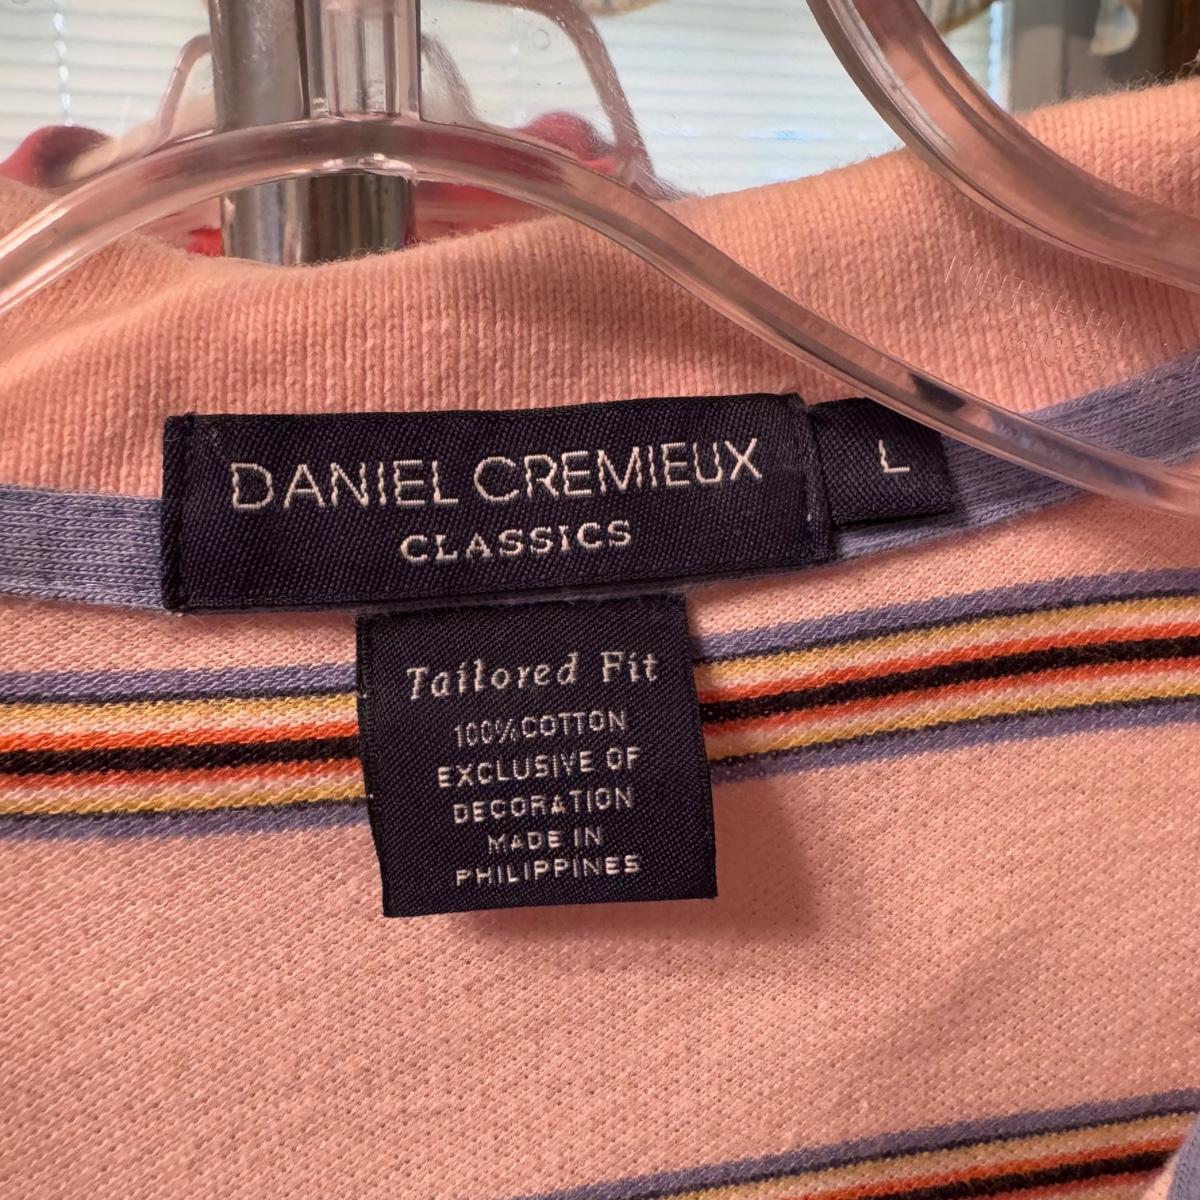 DANIEL CREMIEUX
CLASSICS
L
Tailored Fit
100% COTTON
EXCLUSIVE OF
DECORATION
MADE IN
PHILIPPINES